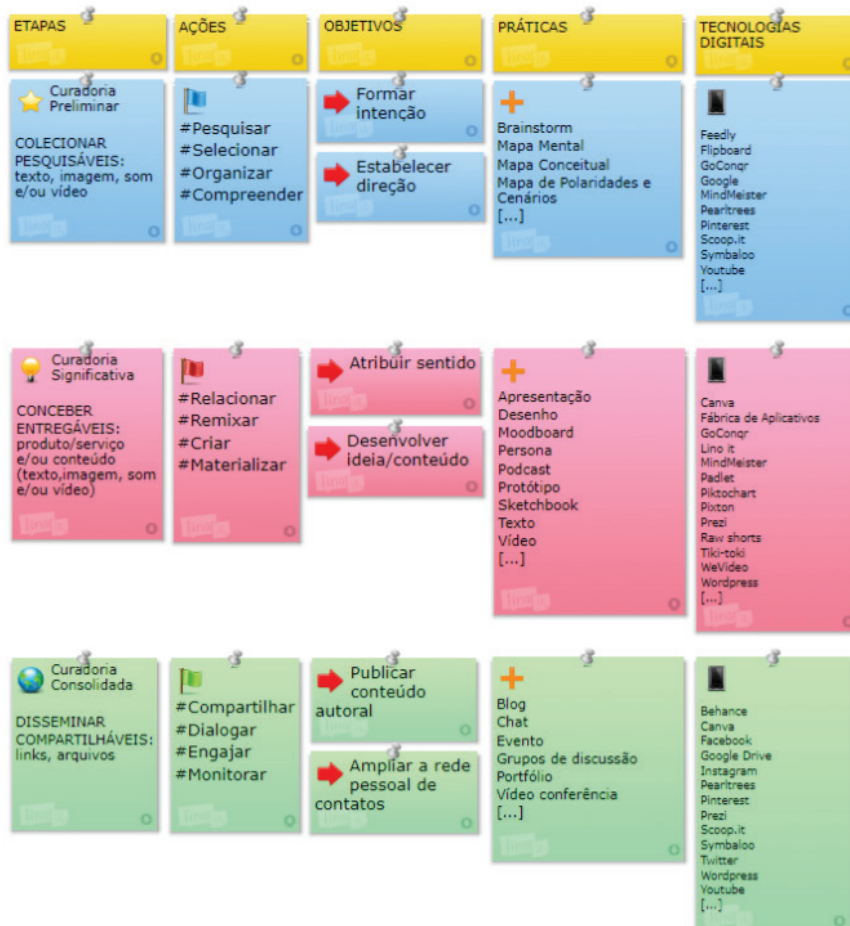 ETAPAS
AÇÕES
OBJETIVOS
PRÁTICAS
TECNOLOGIAS
DIGITAIS
Curadoria
Preliminar
COLECIONAR
PESQUISÁVEIS:
texto, imagem, som
e/ou vídeo
#Pesquisar
#Selecionar
#Organizar
#Compreender
Formar
intenção
Estabelecer
direção
Brainstorm
Mapa Mental
Mapa Conceitual
Mapa de Polaridades e
Cenários
[...]
Feedly
Flipboard
GoConqr
Google
MindMeister
Pearltrees
Pinterest
Scoop.it
Symbaloo
Youtube
[...]
Curadoria
Significativa
CONCEBER
ENTREGÁVEIS:
produto/serviço
e/ou conteúdo
(texto,imagem, som
e/ou vídeo)
#Relacionar
#Remixar
#Criar
#Materializar
Atribuir sentido
Desenvolver
ideia/conteúdo
Apresentação
Desenho
Moodboard
Persona
Podcast
Protótipo
Sketchbook
Texto
Vídeo
[...]
Canva
Fábrica de Aplicativos
GoConqr
Lino it
MindMeister
Padlet
Piktochart
Pixton
Prezi
Raw shorts
Tiki-toki
WeVideo
Wordpress
[...]
Curadoria
Consolidada
DISSEMINAR
COMPARTILHÁVEIS:
links, arquivos
#Compartilhar
#Dialogar
#Engajar
#Monitorar
Publicar
conteúdo
autoral
Ampliar a rede
pessoal de
contatos
Blog
Chat
Evento
Grupos de discussão
Portfólio
Vídeo conferência
[...]
Behance
Canva
Facebook
Google Drive
Instagram
Pearltrees
Pinterest
Prezi
Scoop.it
Symbaloo
Twitter
Wordpress
Youtube
[...]